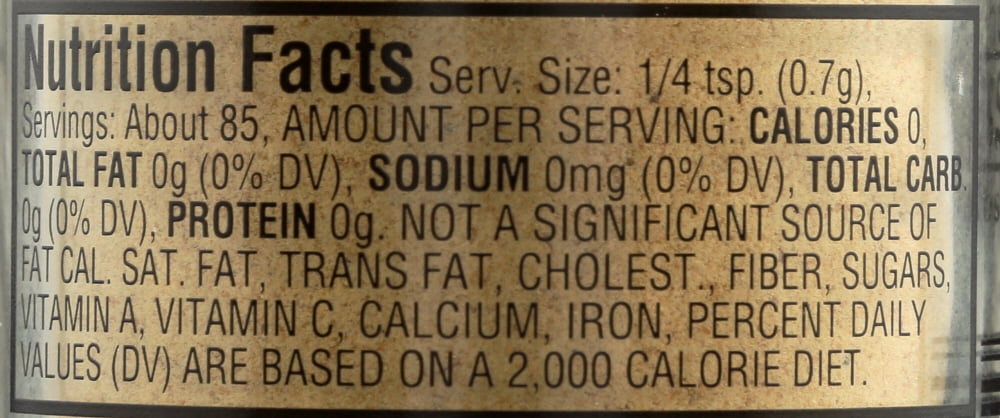 Nutrition Facts Serv. Size: 1/4 tsp. (0.7g),
Servings: About 85, AMOUNT PER SERVING: CALORIES 0,
TOTAL FAT 0g (0% DV), SODIUM 0mg (0% DV), TOTAL CARB.
0g (0% DV), PROTEIN 0g. NOT A SIGNIFICANT SOURCE OF
FAT CAL. SAT. FAT, TRANS FAT, CHOLEST., FIBER, SUGARS,
VITAMIN A, VITAMIN C, CALCIUM, IRON, PERCENT DAILY
VALUES (DV) ARE BASED ON A 2,000 CALORIE DIET.